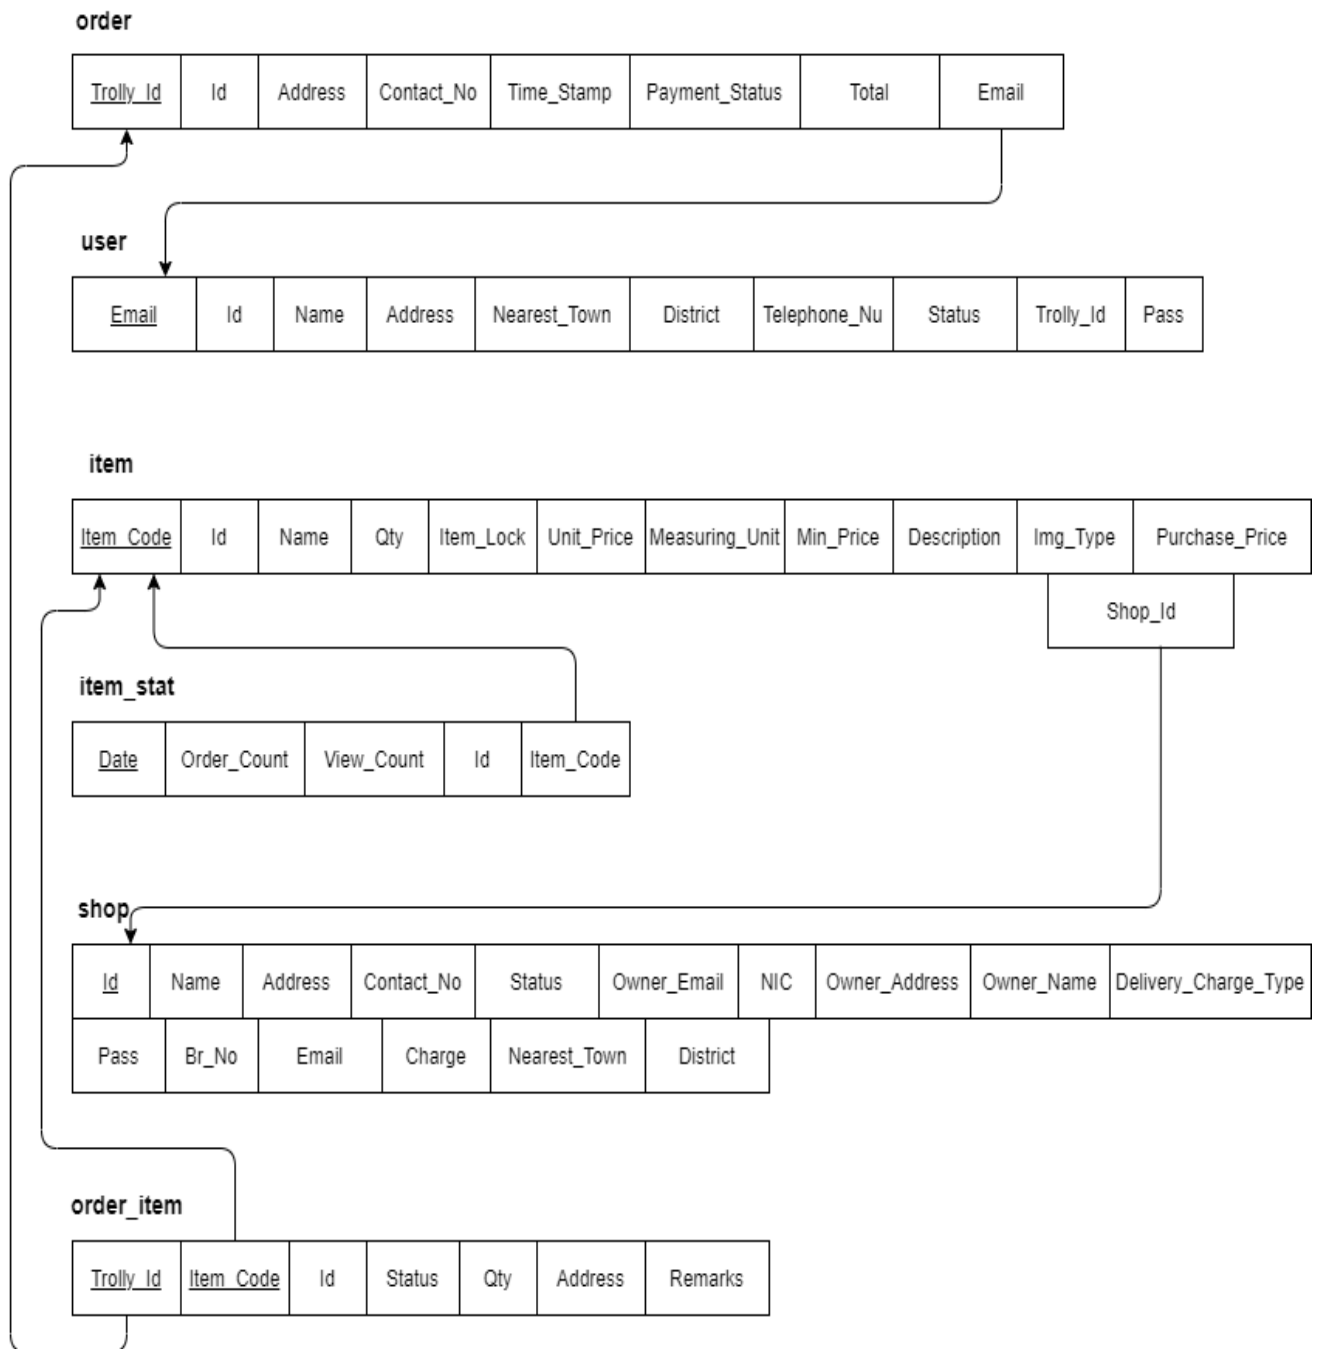 order
Trolly_Id Id Address Contact_No Time_Stamp Payment_Status Total Email
user
Email Id Name Address Nearest_Town District Telephone_Nu Status Trolly_Id Pass
item
Item_Code Id Name Qty Item_Lock Unit_Price Measuring_Unit Min_Price Description Img_Type Purchase_Price
Shop_Id
item_stat
Date Order_Count View_Count Id Item_Code
shop
Id Name Address Contact_No Status Owner_Email NIC Owner_Address Owner_Name Delivery_Charge_Type
Pass Br_No Email Charge Nearest_Town District
order_item
Trolly_Id Item_Code Id Status Qty Address Remarks